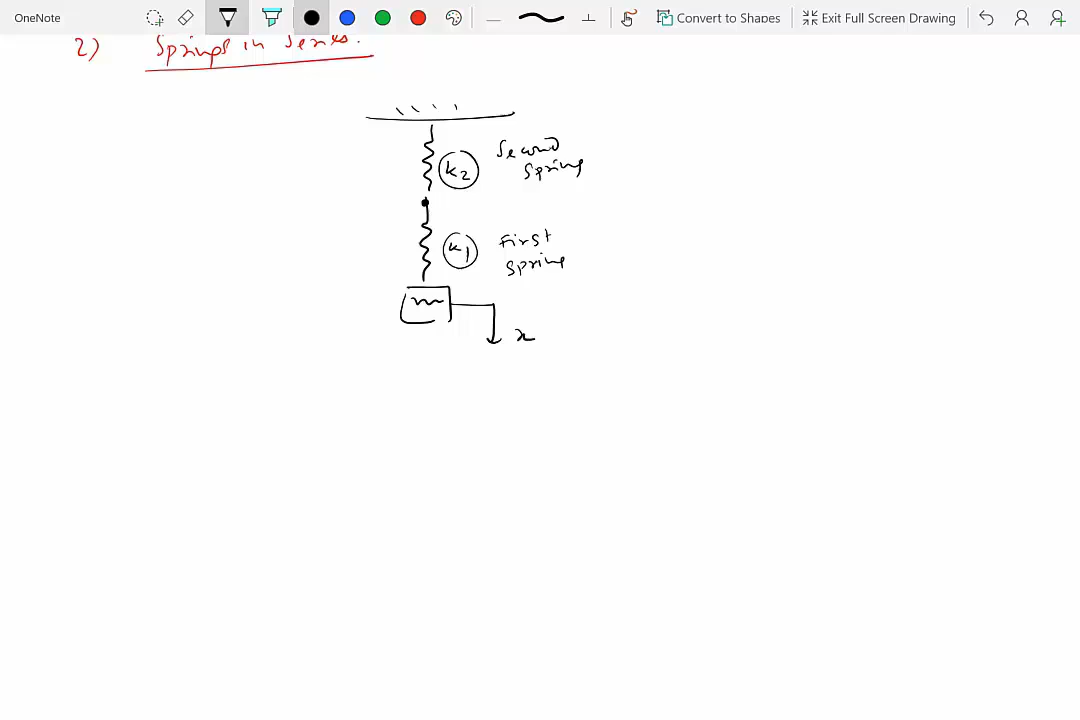 OneNote
Convert to Shapes
Exit Full Screen Drawing
2) Springs in Series.
k2
Second
Spring
k1
First
Spring
m
x